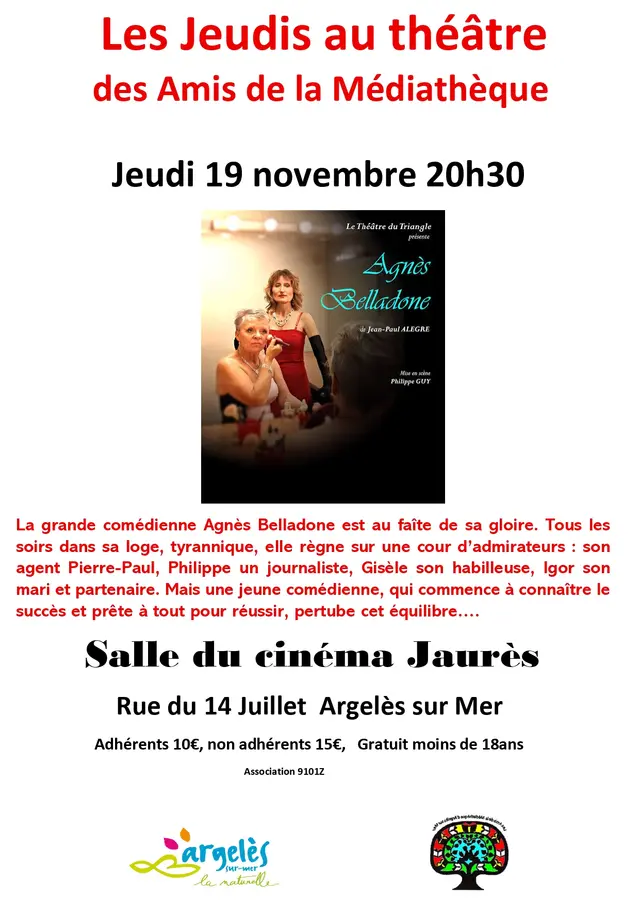 Les Jeudis au théâtre
des Amis de la Médiathèque
Jeudi 19 novembre 20h30
Le Théâtre du Triangle
présente
Agnès
Belladone
de Jean-Paul ALEGRE
Mise en scène
Philippe GUY
La grande comédienne Agnès Belladone est au faîte de sa gloire. Tous les
soirs dans sa loge, tyrannique, elle règne sur une cour d’admirateurs : son
agent Pierre-Paul, Philippe un journaliste, Gisèle son habilleuse, Igor son
mari et partenaire. Mais une jeune comédienne, qui commence à connaître le
succès et prête à tout pour réussir, pertube cet équilibre….
Salle du cinéma Jaurès
Rue du 14 Juillet Argelès sur Mer
Adhérents 10€, non adhérents 15€, Gratuit moins de 18ans
Association 9101Z
argelès
sur-mer
la naturelle